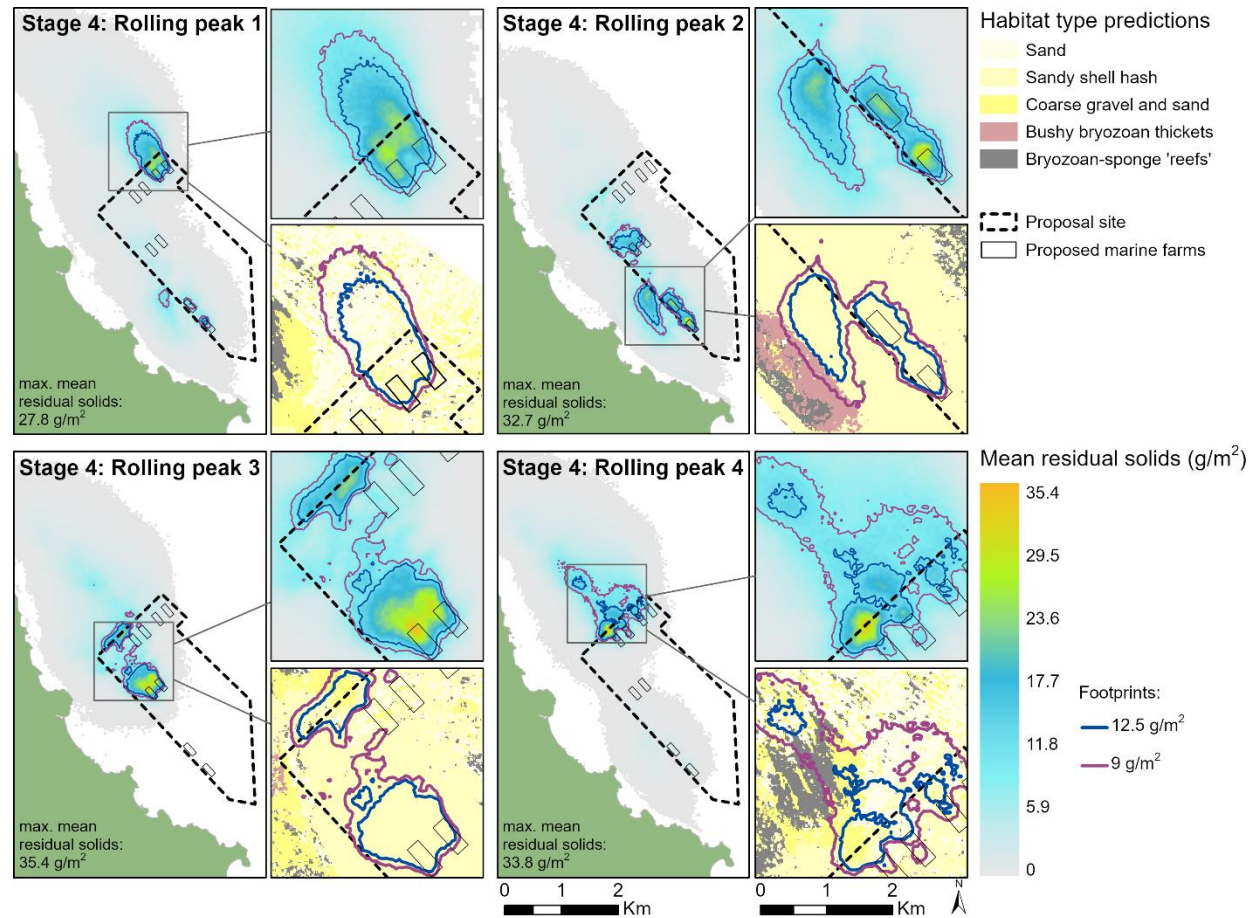 Stage 4: Rolling peak 1
max. mean
residual solids:
27.8 g/m²
Stage 4: Rolling peak 2
max. mean
residual solids:
32.7 g/m²
Habitat type predictions
Sand
Sandy shell hash
Coarse gravel and sand
Bushy bryozoan thickets
Bryozoan-sponge 'reefs'
Proposal site
Proposed marine farms
Stage 4: Rolling peak 3
max. mean
residual solids:
35.4 g/m²
Stage 4: Rolling peak 4
max. mean
residual solids:
33.8 g/m²
Mean residual solids (g/m²)
35.4
29.5
23.6
17.7
11.8
5.9
0
Footprints:
12.5 g/m²
9 g/m²
0 1 2
Km
0 1 2
Km
N